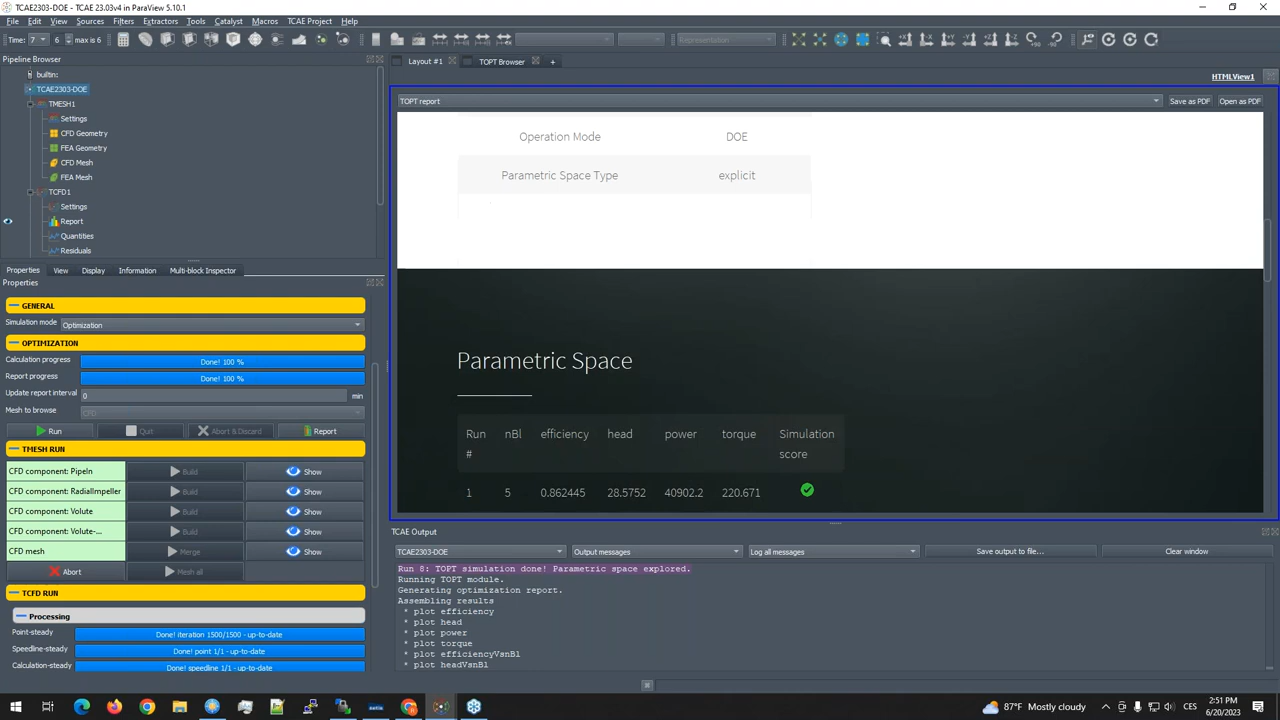 TCAE2303-DOE - TCAE 23.03v4 in ParaView 5.10.1
File Edit View Sources Filters Extractors Tools Catalyst Macros TCAE Project Help
Time: 7 6 max is 6
Representation
Pipeline Browser
builtin:
TCAE2303-DOE
TMESH1
Settings
CFD Geometry
FEA Geometry
CFD Mesh
FEA Mesh
TCFD1
Settings
Report
Quantities
Residuals
Properties View Display Information Multi-block Inspector
Properties
GENERAL
Simulation mode Optimization
OPTIMIZATION
Calculation progress Done! 100 %
Report progress Done! 100 %
Update report interval 0 min
Mesh to browse CFD
Run Quit Abort & Discard Report
TMESH RUN
CFD component: PipeIn Build Show
CFD component: RadialImpeller Build Show
CFD component: Volute Build Show
CFD component: Volute-... Build Show
CFD mesh Merge Show
Abort Mesh all
TCFD RUN
Processing
Point-steady Done! iteration 1500/1500 - up-to-date
Speedline-steady Done! point 1/1 - up-to-date
Calculation-steady Done! speedline 1/1 - up-to-date
Layout #1 TOPT Browser +
HTMLView1
TOPT report Save as PDF Open as PDF
Operation Mode DOE
Parametric Space Type explicit
Parametric Space
Run # nBl efficiency head power torque Simulation score
1 5 0.862445 28.5752 40902.2 220.671
TCAE Output
TCAE2303-DOE Output messages Log all messages Save output to file... Clear window
Run 8: TOPT simulation done! Parametric space explored.
Running TOPT module.
Generating optimization report.
Assembling results
* plot efficiency
* plot head
* plot power
* plot torque
* plot efficiencyVsnBl
* plot headVsnBl
87°F Mostly cloudy
CES
2:51 PM
6/20/2023